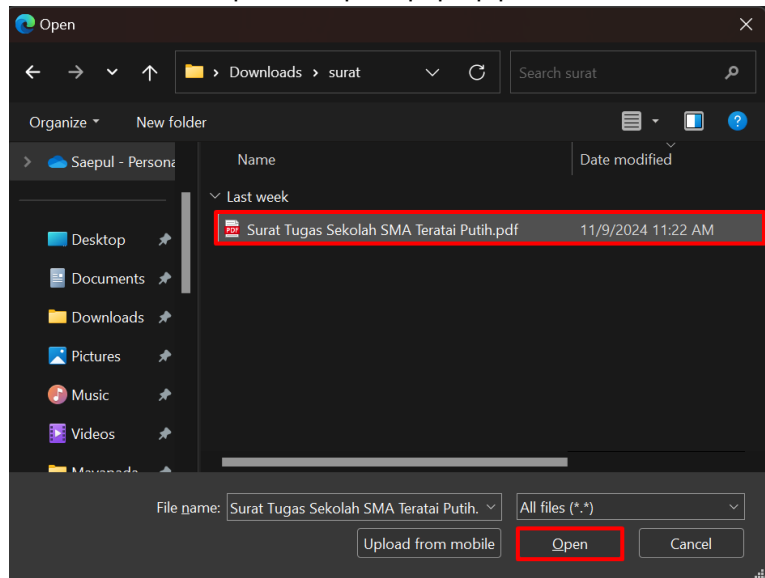 Open
Downloads › surat
Search surat
Organize
New folder
Saepul - Persona
Name
Date modified
Last week
Surat Tugas Sekolah SMA Teratai Putih.pdf
11/9/2024 11:22 AM
Desktop
Documents
Downloads
Pictures
Music
Videos
File name:
Surat Tugas Sekolah SMA Teratai Putih.
All files (*.*)
Upload from mobile
Open
Cancel